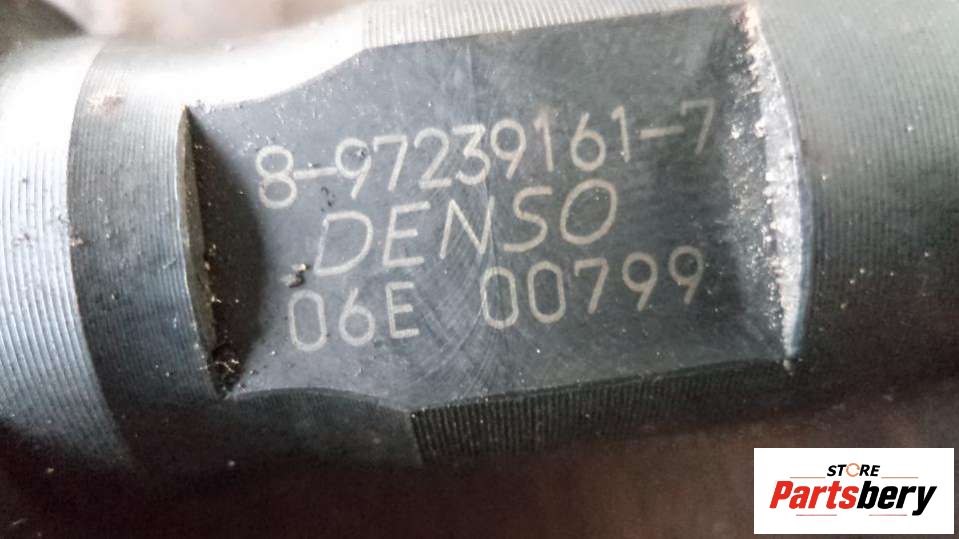 8-97239161-7
DENSO
06E 00799
STORE
Partsbery